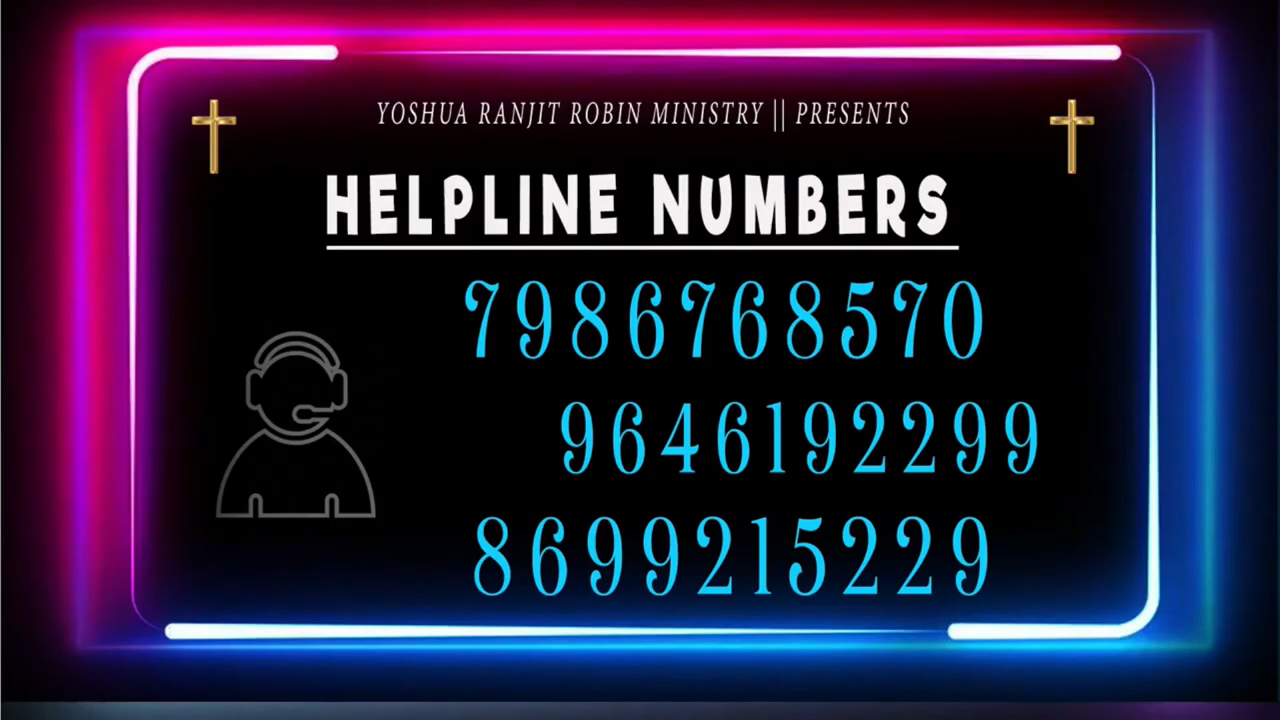 YOSHUA RANJIT ROBIN MINISTRY || PRESENTS
HELPLINE NUMBERS
7986768570
9646192299
8699215229